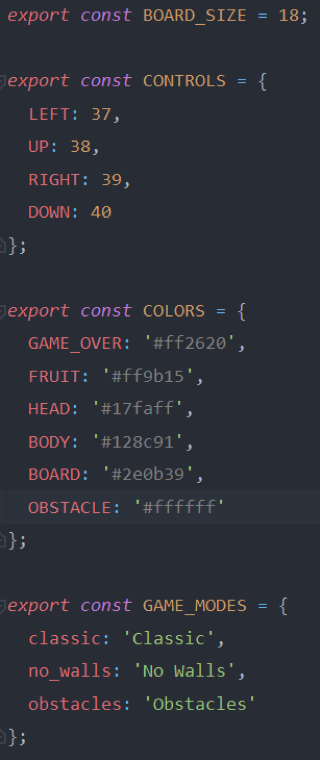 export const BOARD_SIZE = 18;
export const CONTROLS = {
LEFT: 37,
UP: 38,
RIGHT: 39,
DOWN: 40
};
export const COLORS = {
GAME_OVER: '#ff2620',
FRUIT: '#ff9b15',
HEAD: '#17faff',
BODY: '#128c91',
BOARD: '#2e0b39',
OBSTACLE: '#ffffff'
};
export const GAME_MODES = {
classic: 'Classic',
no_walls: 'No Walls',
obstacles: 'Obstacles'
};